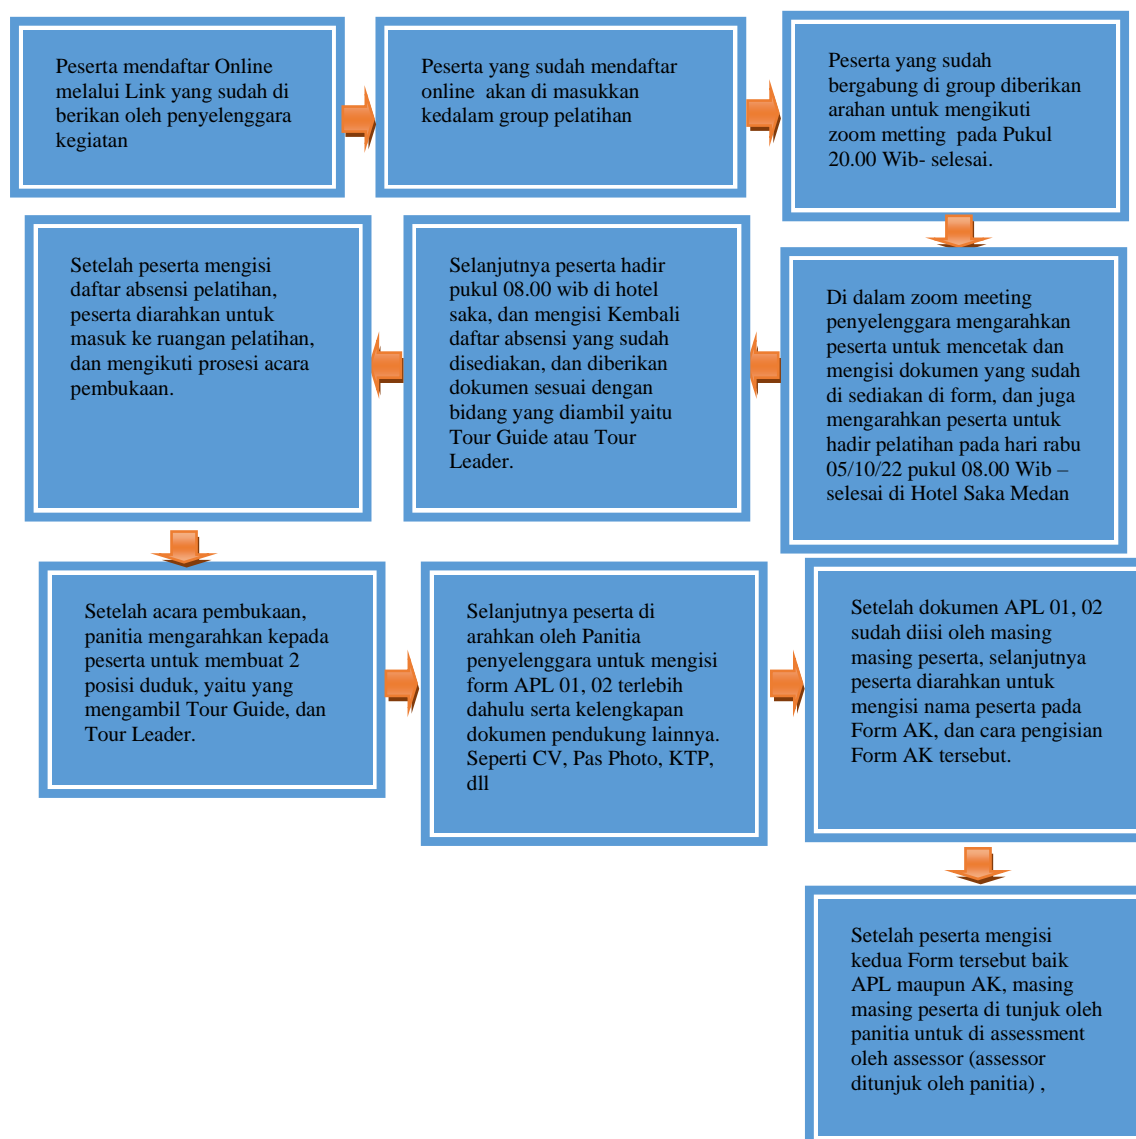 Peserta mendaftar Online
melalui Link yang sudah di
berikan oleh penyelenggara
kegiatan
Peserta yang sudah mendaftar
online akan di masukkan
kedalam group pelatihan
Peserta yang sudah
bergabung di group diberikan
arahan untuk mengikuti
zoom metting pada Pukul
20.00 Wib- selesai.
Di dalam zoom meeting
penyelenggara mengarahkan
peserta untuk mencetak dan
mengisi dokumen yang sudah
di sediakan di form, dan juga
mengarahkan peserta untuk
hadir pelatihan pada hari rabu
05/10/22 pukul 08.00 Wib –
selesai di Hotel Saka Medan
Selanjutnya peserta hadir
pukul 08.00 wib di hotel
saka, dan mengisi Kembali
daftar absensi yang sudah
disediakan, dan diberikan
dokumen sesuai dengan
bidang yang diambil yaitu
Tour Guide atau Tour
Leader.
Setelah peserta mengisi
daftar absensi pelatihan,
peserta diarahkan untuk
masuk ke ruangan pelatihan,
dan mengikuti prosesi acara
pembukaan.
Setelah acara pembukaan,
panitia mengarahkan kepada
peserta untuk membuat 2
posisi duduk, yaitu yang
mengambil Tour Guide, dan
Tour Leader.
Selanjutnya peserta di
arahkan oleh Panitia
penyelenggara untuk mengisi
form APL 01, 02 terlebih
dahulu serta kelengkapan
dokumen pendukung lainnya.
Seperti CV, Pas Photo, KTP,
dll
Setelah dokumen APL 01, 02
sudah diisi oleh masing
masing peserta, selanjutnya
peserta diarahkan untuk
mengisi nama peserta pada
Form AK, dan cara pengisian
Form AK tersebut.
Setelah peserta mengisi
kedua Form tersebut baik
APL maupun AK, masing
masing peserta di tunjuk oleh
panitia untuk di assessment
oleh assessor (assessor
ditunjuk oleh panitia) ,